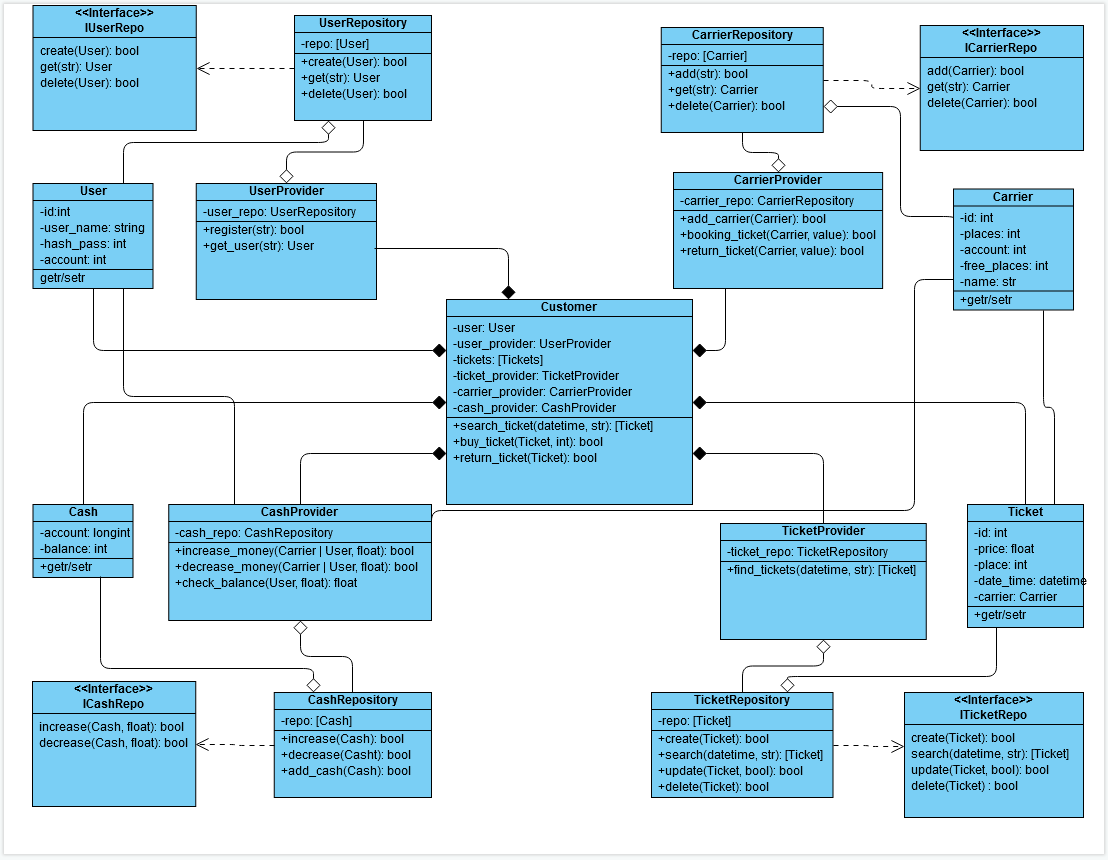 <<Interface>>
IUserRepo
create(User): bool
get(str): User
delete(User): bool
UserRepository
-repo: [User]
+create(User): bool
+get(str): User
+delete(User): bool
CarrierRepository
-repo: [Carrier]
+add(str): bool
+get(str): Carrier
+delete(Carrier): bool
<<Interface>>
ICarrierRepo
add(Carrier): bool
get(str): Carrier
delete(Carrier): bool
User
-id:int
-user_name: string
-hash_pass: int
-account: int
getr/setr
UserProvider
-user_repo: UserRepository
+register(str): bool
+get_user(str): User
CarrierProvider
-carrier_repo: CarrierRepository
+add_carrier(Carrier): bool
+booking_ticket(Carrier, value): bool
+return_ticket(Carrier, value): bool
Carrier
-id: int
-places: int
-account: int
-free_places: int
-name: str
+getr/setr
Customer
-user: User
-user_provider: UserProvider
-tickets: [Tickets]
-ticket_provider: TicketProvider
-carrier_provider: CarrierProvider
-cash_provider: CashProvider
+search_ticket(datetime, str): [Ticket]
+buy_ticket(Ticket, int): bool
+return_ticket(Ticket): bool
Cash
-account: longint
-balance: int
+getr/setr
CashProvider
-cash_repo: CashRepository
+increase_money(Carrier | User, float): bool
+decrease_money(Carrier | User, float): bool
+check_balance(User, float): float
TicketProvider
-ticket_repo: TicketRepository
+find_tickets(datetime, str): [Ticket]
Ticket
-id: int
-price: float
-place: int
-date_time: datetime
-carrier: Carrier
+getr/setr
<<Interface>>
ICashRepo
increase(Cash, float): bool
decrease(Cash, float): bool
CashRepository
-repo: [Cash]
+increase(Cash): bool
+decrease(Casht): bool
+add_cash(Cash): bool
TicketRepository
-repo: [Ticket]
+create(Ticket): bool
+search(datetime, str): [Ticket]
+update(Ticket, bool): bool
+delete(Ticket): bool
<<Interface>>
ITicketRepo
create(Ticket): bool
search(datetime, str): [Ticket]
update(Ticket, bool): bool
delete(Ticket) : bool